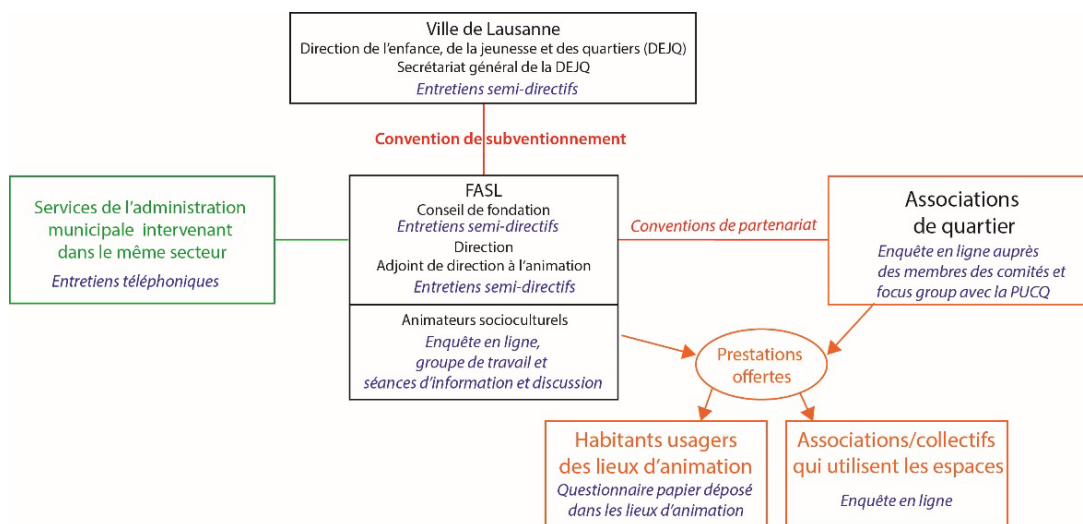 Ville de Lausanne
Direction de l'enfance, de la jeunesse et des quartiers (DEJQ)
Secrétariat général de la DEJQ
Entretiens semi-directifs
Convention de subventionnement
Services de l'administration
municipale intervenant
dans le même secteur
Entretiens téléphoniques
FASL
Conseil de fondation
Entretiens semi-directifs
Direction
Adjoint de direction à l'animation
Entretiens semi-directifs
Animateurs socioculturels
Enquête en ligne,
groupe de travail et
séances d'information et discussion
Conventions de partenariat
Associations
de quartier
Enquête en ligne auprès
des membres des comités et
focus group avec la PUCQ
Prestations
offertes
Habitants usagers
des lieux d'animation
Questionnaire papier déposé
dans les lieux d'animation
Associations/collectifs
qui utilisent les espaces
Enquête en ligne